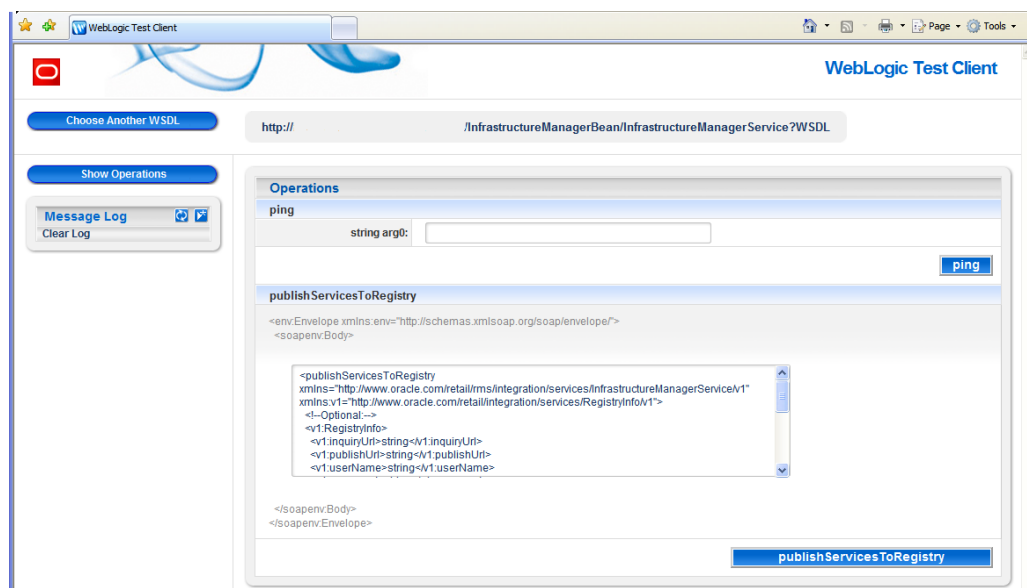 WebLogic Test Client
Page
Tools
WebLogic Test Client
Choose Another WSDL
http:// /InfrastructureManagerBean/InfrastructureManagerService?WSDL
Show Operations
Message Log
Clear Log
Operations
ping
string arg0:
ping
publishServicesToRegistry
<env:Envelope xmlns:env="http://schemas.xmlsoap.org/soap/envelope/">
<soapenv:Body>
<publishServicesToRegistry
xmlns="http://www.oracle.com/retail/rms/integration/services/InfrastructureManagerService/v1"
xmlns:v1="http://www.oracle.com/retail/integration/services/RegistryInfo/v1">
<!--Optional:-->
<v1:RegistryInfo>
<v1:inquiryUrl>string</v1:inquiryUrl>
<v1:publishUrl>string</v1:publishUrl>
<v1:userName>string</v1:userName>
</soapenv:Body>
</soapenv:Envelope>
publishServicesToRegistry